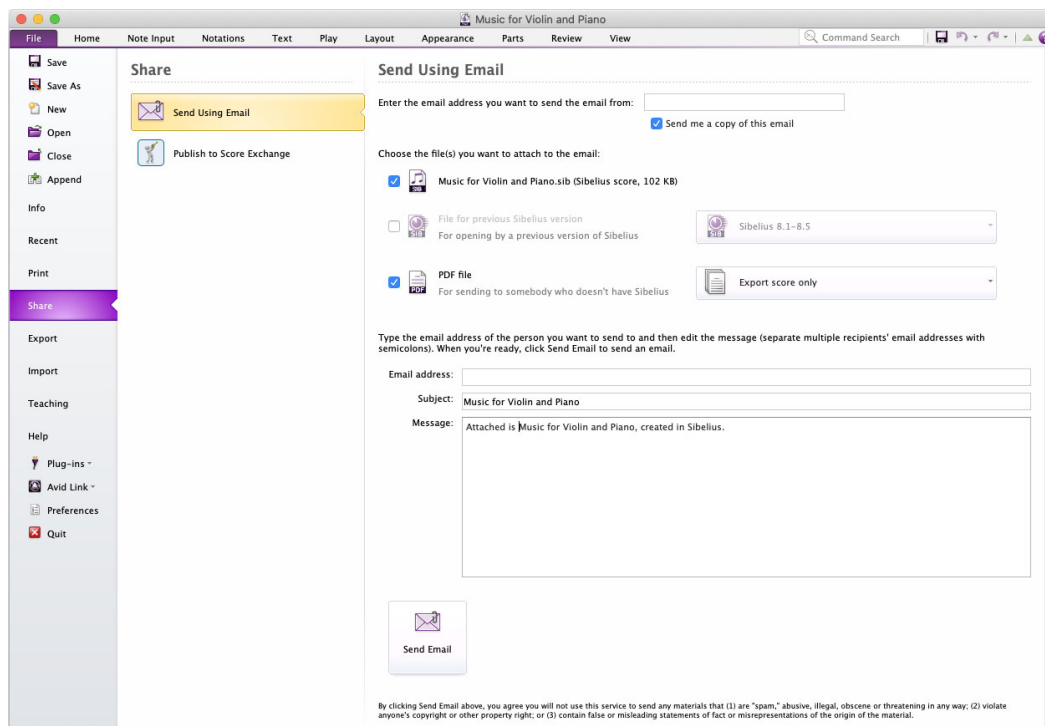 Music for Violin and Piano
File Home Note Input Notations Text Play Layout Appearance Parts Review View Command Search
Save
Save As
New
Open
Close
Append
Info
Recent
Print
Share
Export
Import
Teaching
Help
Plug-ins
Avid Link
Preferences
Quit
Share
Send Using Email
Publish to Score Exchange
Send Using Email
Enter the email address you want to send the email from:
Send me a copy of this email
Choose the file(s) you want to attach to the email:
SIB
Music for Violin and Piano.sib (Sibelius score, 102 KB)
SIB
File for previous Sibelius version
For opening by a previous version of Sibelius
SIB
Sibelius 8.1-8.5
PDF
PDF file
For sending to somebody who doesn't have Sibelius
Export score only
Type the email address of the person you want to send to and then edit the message (separate multiple recipients' email addresses with
semicolons). When you're ready, click Send Email to send an email.
Email address:
Subject: Music for Violin and Piano
Message: Attached is Music for Violin and Piano, created in Sibelius.
Send Email
By clicking Send Email above, you agree you will not use this service to send any materials that (1) are "spam," abusive, illegal, obscene or threatening in any way; (2) violate
anyone's copyright or other property right; or (3) contain false or misleading statements of fact or misrepresentations of the origin of the material.